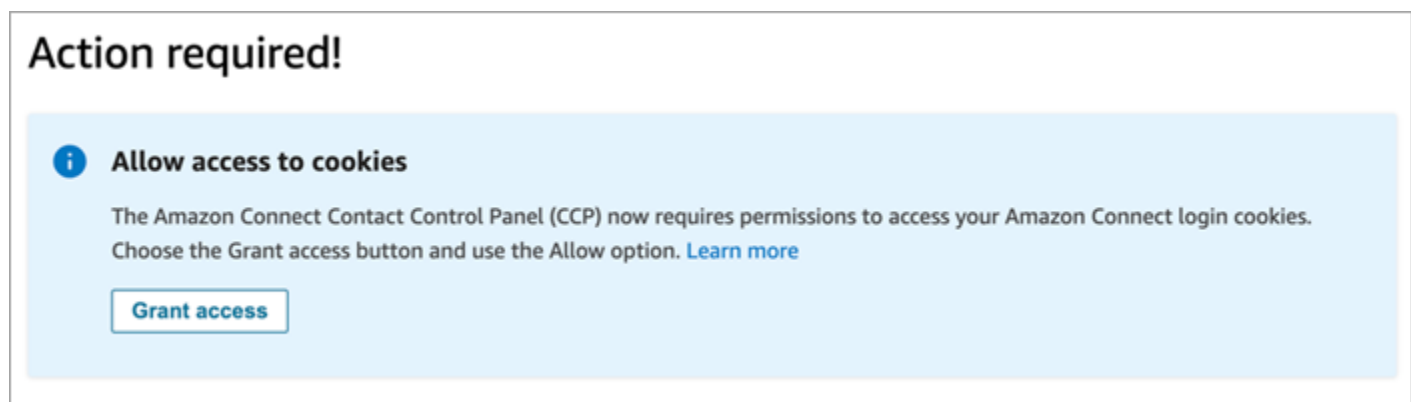 Action required!
Allow access to cookies
The Amazon Connect Contact Control Panel (CCP) now requires permissions to access your Amazon Connect login cookies.
Choose the Grant access button and use the Allow option. Learn more
Grant access